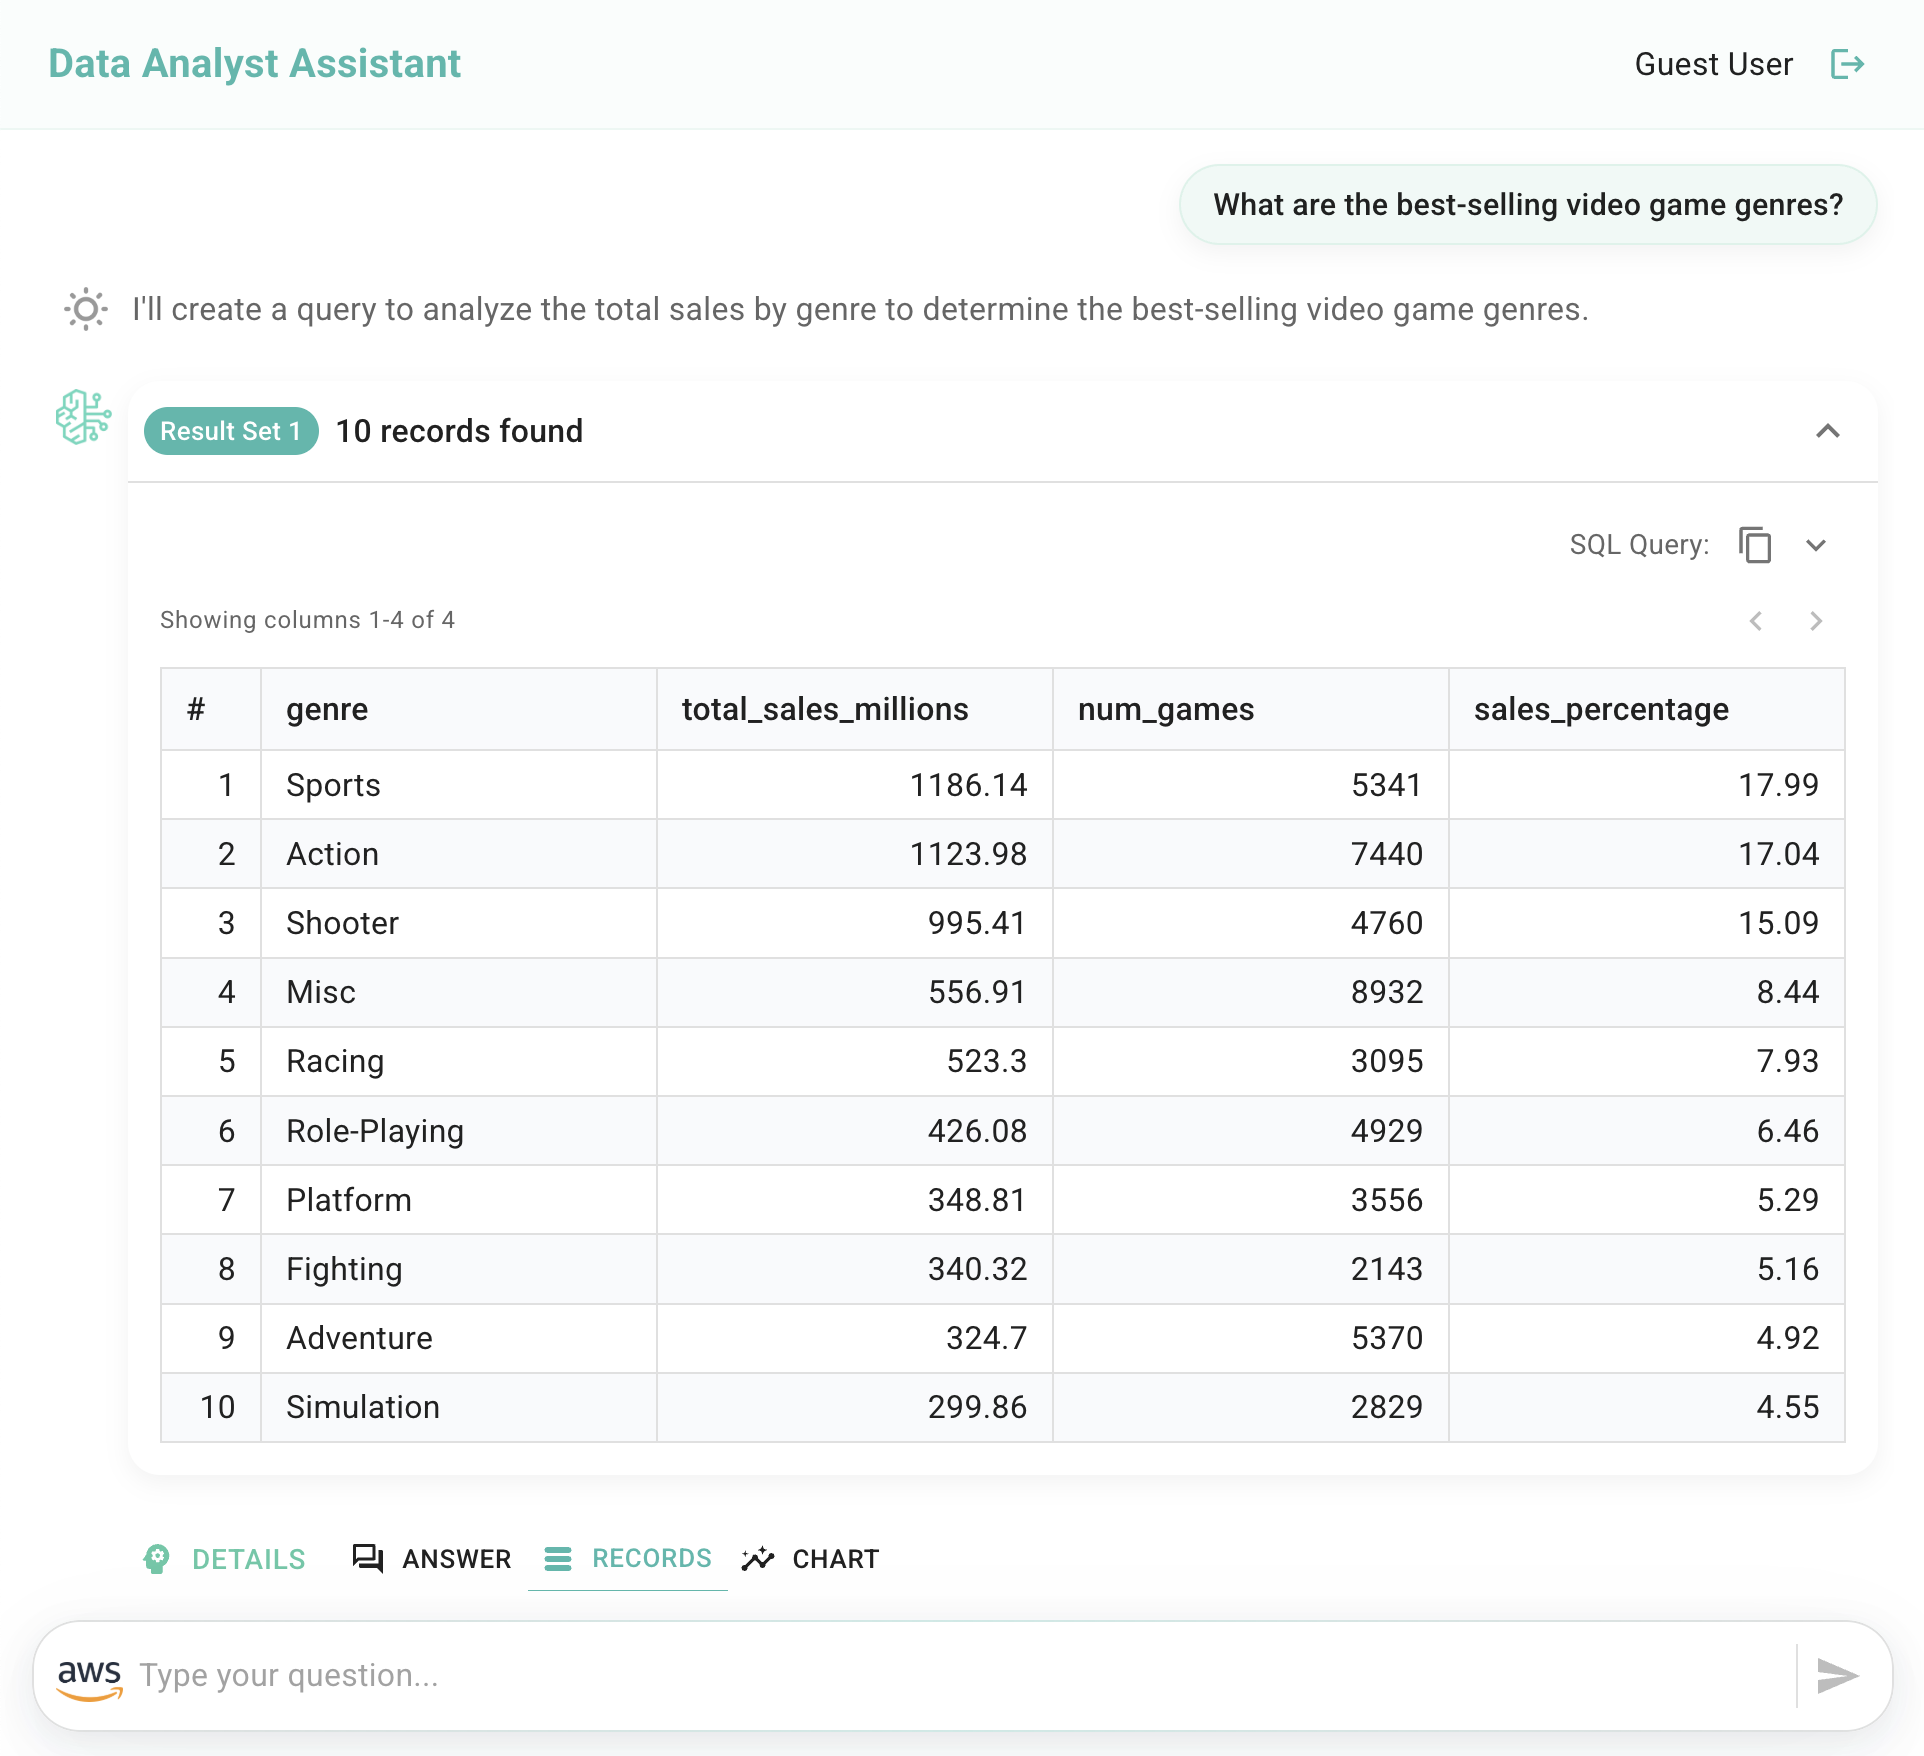 Data Analyst Assistant
Guest User
What are the best-selling video game genres?
I'll create a query to analyze the total sales by genre to determine the best-selling video game genres.
Result Set 1 10 records found
SQL Query:
Showing columns 1-4 of 4
# genre total_sales_millions num_games sales_percentage
1 Sports 1186.14 5341 17.99
2 Action 1123.98 7440 17.04
3 Shooter 995.41 4760 15.09
4 Misc 556.91 8932 8.44
5 Racing 523.3 3095 7.93
6 Role-Playing 426.08 4929 6.46
7 Platform 348.81 3556 5.29
8 Fighting 340.32 2143 5.16
9 Adventure 324.7 5370 4.92
10 Simulation 299.86 2829 4.55
DETAILS ANSWER RECORDS CHART
aws Type your question...